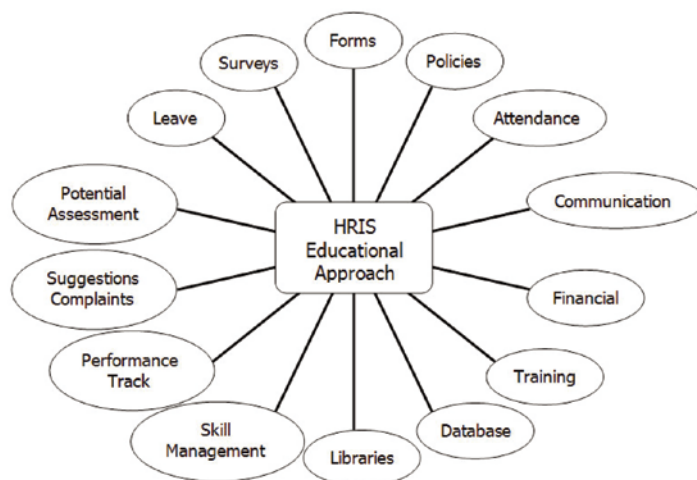 Forms
Surveys
Policies
Leave
Attendance
Potential
Assessment
Communication
HRIS
Educational
Approach
Suggestions
Complaints
Financial
Performance
Track
Training
Skill
Management
Database
Libraries